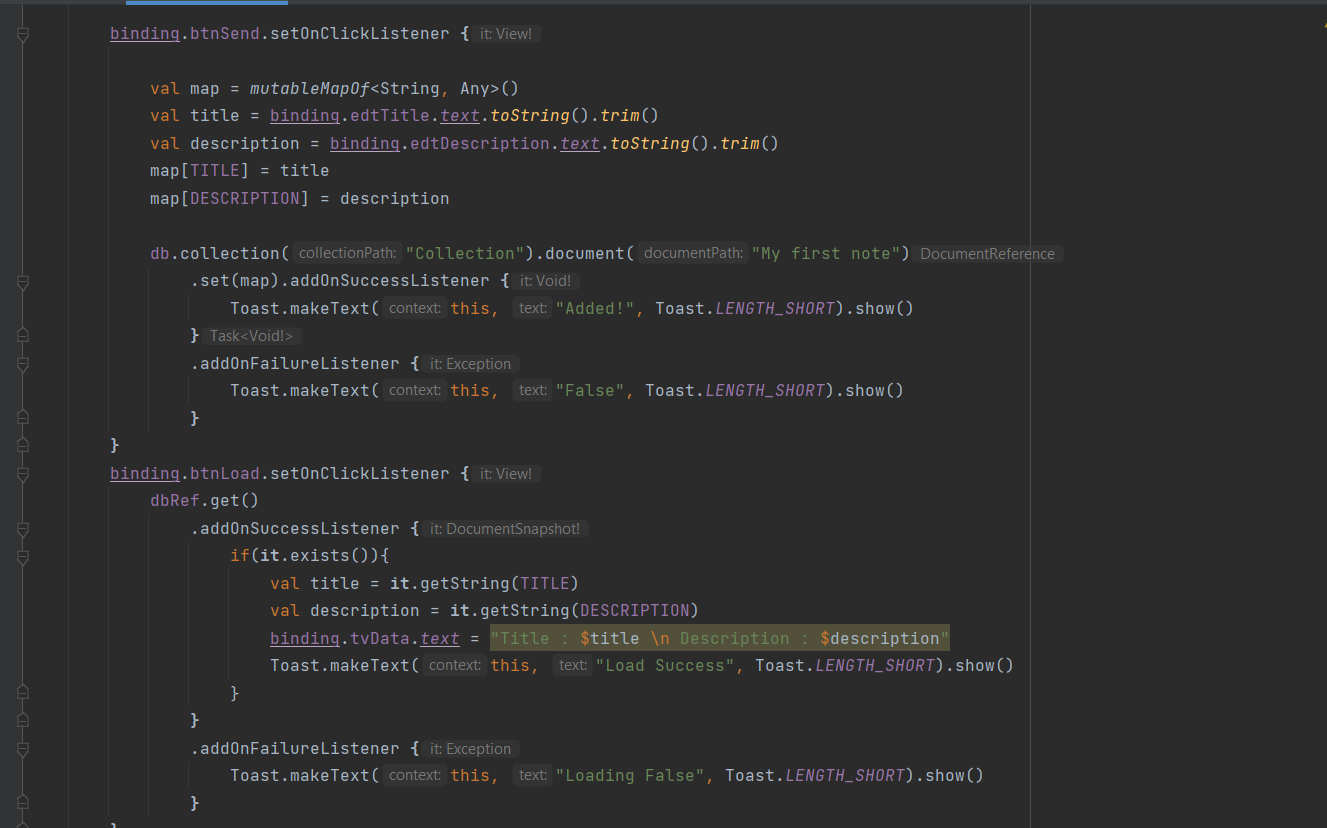 binding.btnSend.setOnClickListener { it: View!
val map = mutableMapOf<String, Any>()
val title = binding.edtTitle.text.toString().trim()
val description = binding.edtDescription.text.toString().trim()
map[TITLE] = title
map[DESCRIPTION] = description
db.collection( collectionPath: "Collection").document( documentPath: "My first note") DocumentReference
.set(map).addOnSuccessListener { it: Void!
Toast.makeText( context: this, text: "Added!", Toast.LENGTH_SHORT).show()
} Task<Void!>
.addOnFailureListener { it: Exception
Toast.makeText( context: this, text: "False", Toast.LENGTH_SHORT).show()
}
}
binding.btnLoad.setOnClickListener { it: View!
dbRef.get()
.addOnSuccessListener { it: DocumentSnapshot!
if(it.exists()){
val title = it.getString(TITLE)
val description = it.getString(DESCRIPTION)
binding.tvData.text = "Title : $title \n Description : $description"
Toast.makeText( context: this, text: "Load Success", Toast.LENGTH_SHORT).show()
}
}
.addOnFailureListener { it: Exception
Toast.makeText( context: this, text: "Loading False", Toast.LENGTH_SHORT).show()
}
}